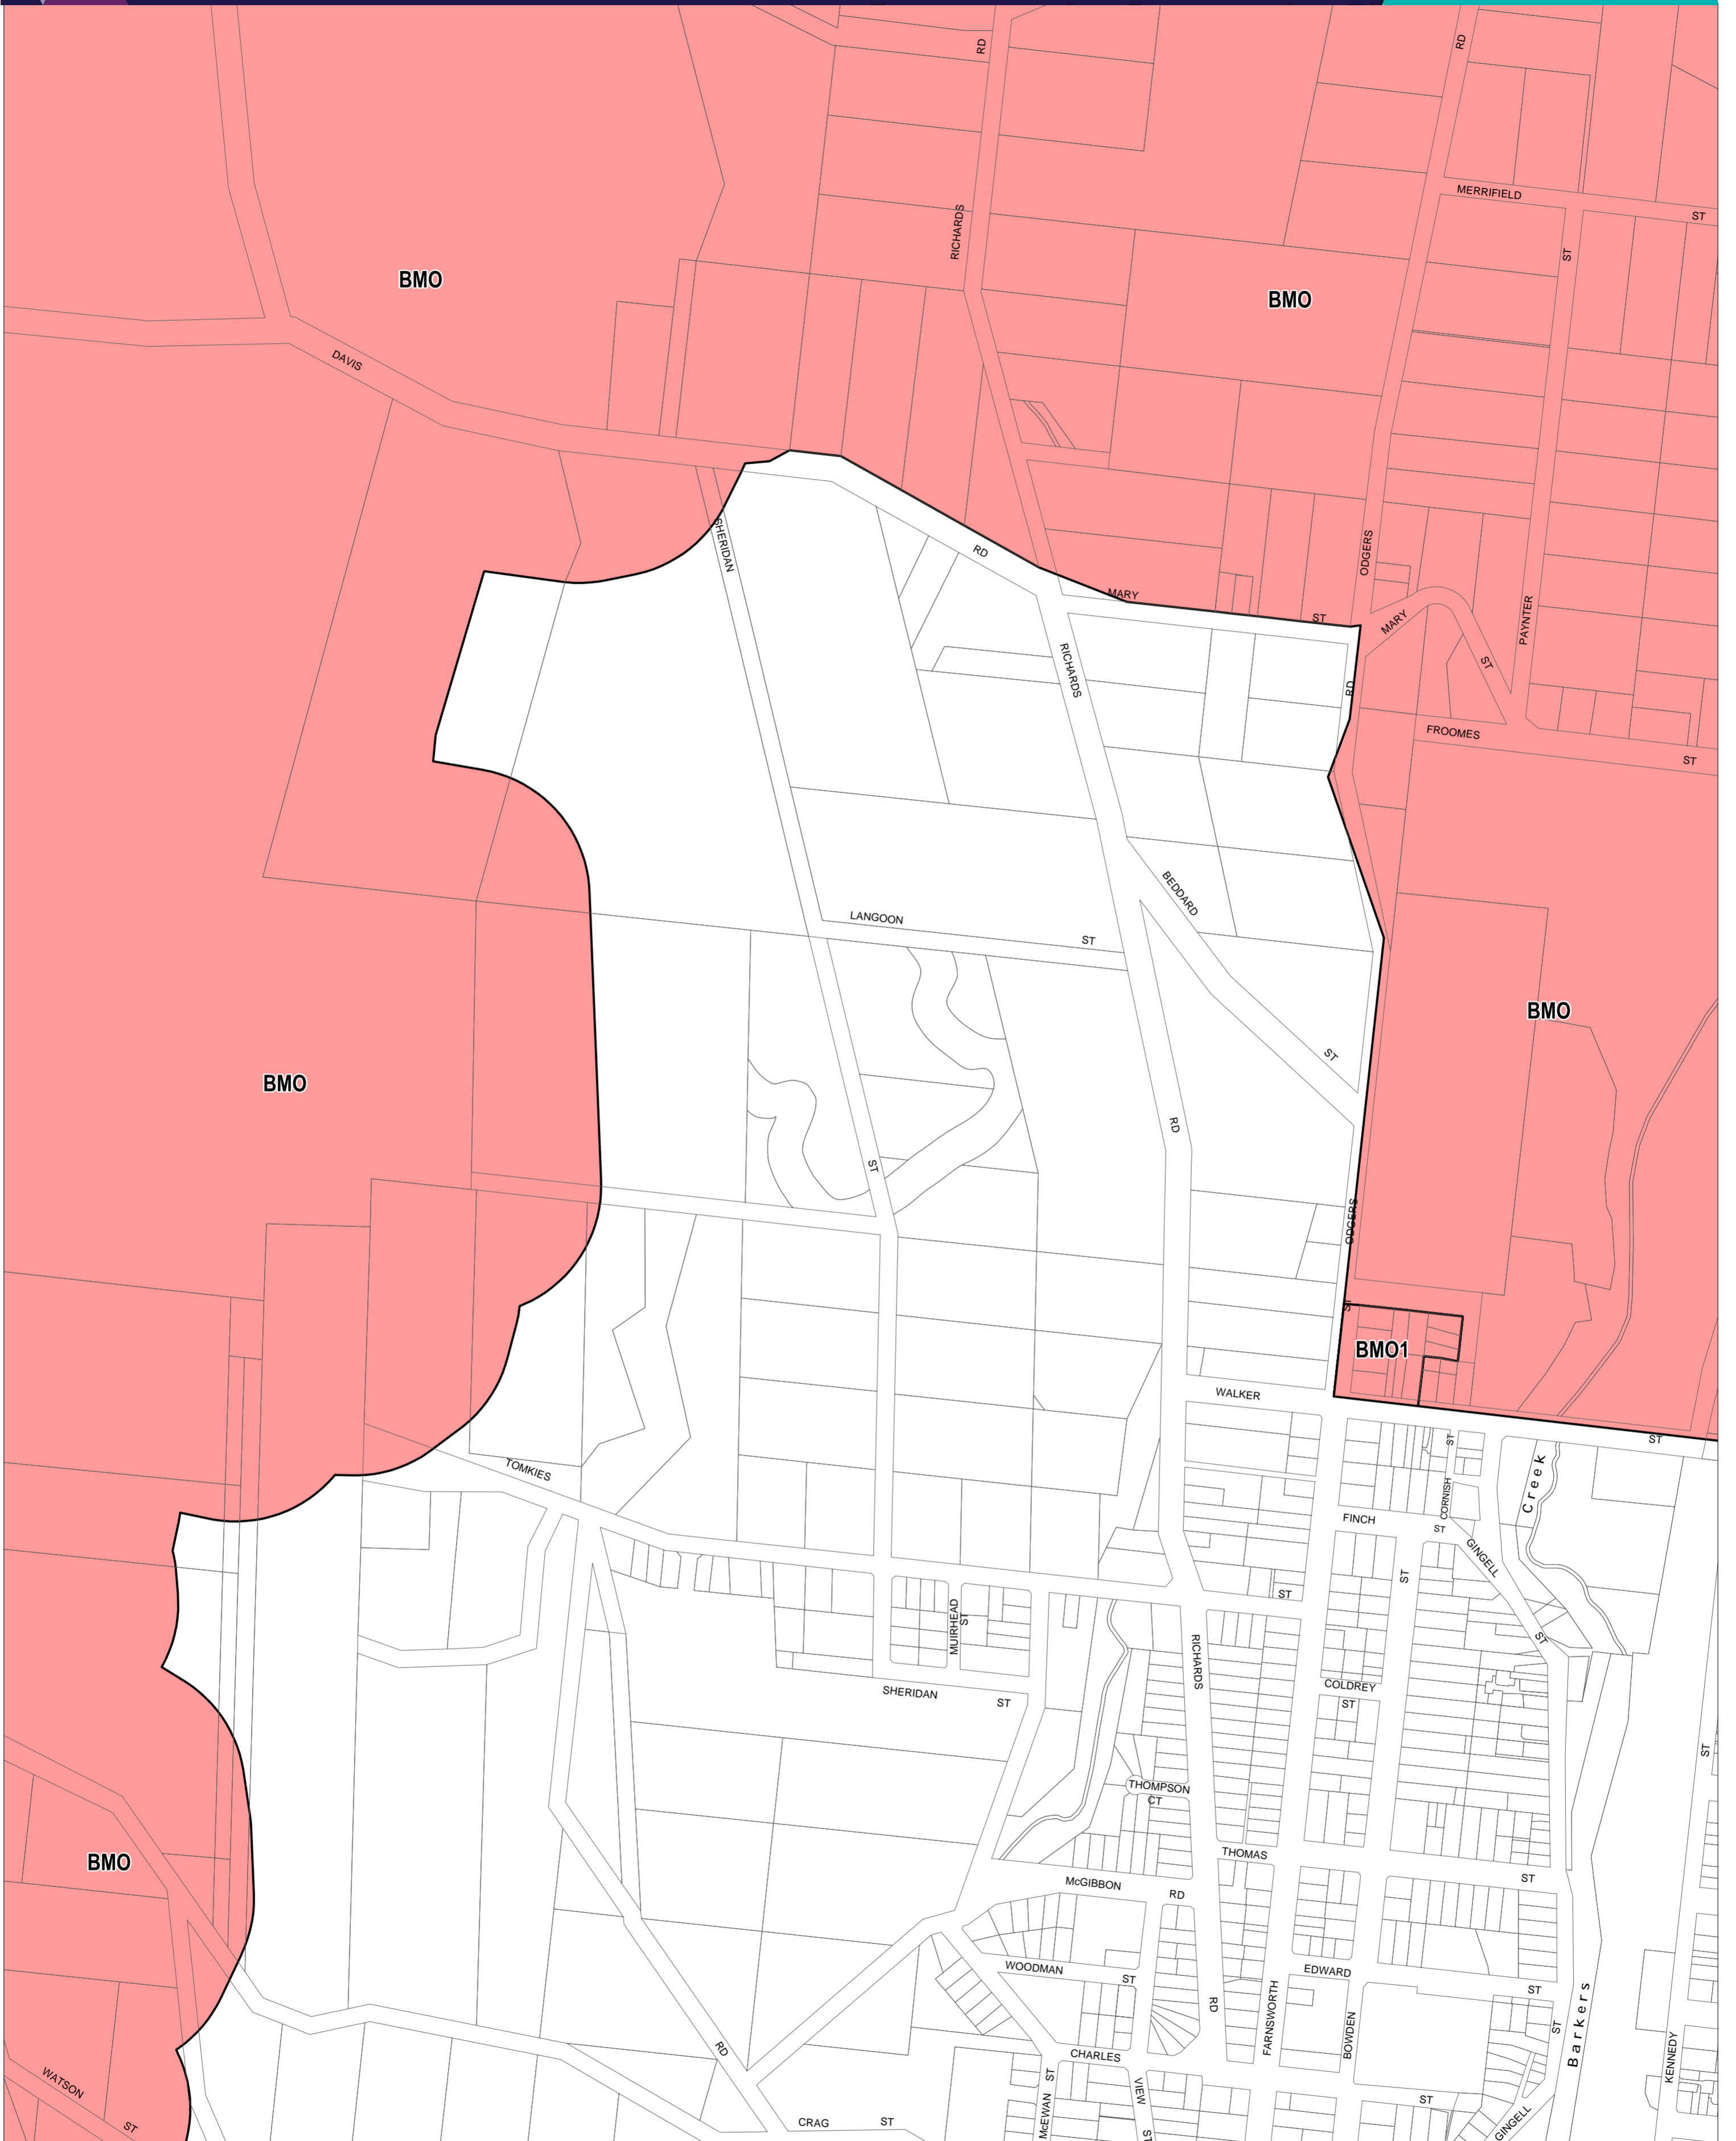 RD
RD
MERRIFIELD
ST
RICHARDS
ST
BMO
BMO
DAVIS
SHERIDAN
RD
ODGERS
MARY
ST
MARY
PAYNTER
ST
RICHARDS
RD
FROOMES
ST
BEDDARD
LANGOON
ST
BMO
ST
BMO
RD
ST
ODGERS
ST
BMO1
WALKER
ST
ST
TOMKIES
Creek
CORNISH
FINCH
ST
GINGELL
ST
ST
MUIRHEAD
ST
ST
RICHARDS
COLDREY
ST
SHERIDAN
ST
ST
THOMPSON
CT
BMO
THOMAS
ST
McGIBBON
RD
WOODMAN
ST
EDWARD
ST
RD
FARNSWORTH
BOWDEN
ST
Barkers
KENNEDY
RD
CHARLES
WATSON
ST
McEWAN
ST
VIEW
ST
ST
CRAG
ST
GINGELL